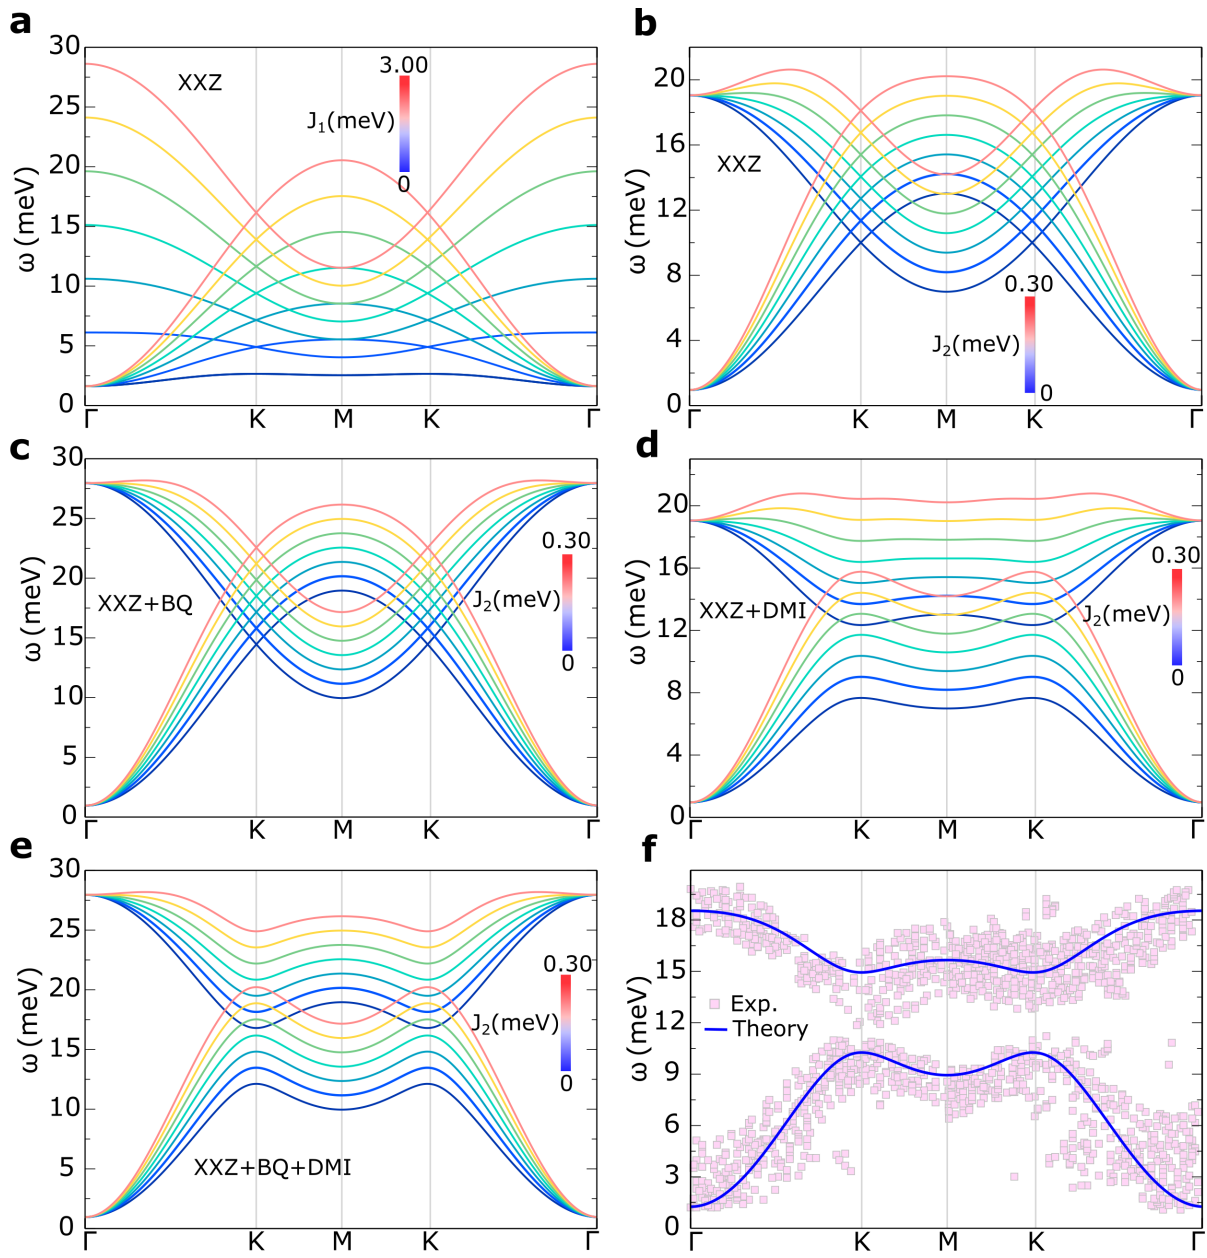 a
30
25
20
15
10
5
0
ω (meV)
XXZ
3.00
J₁(meV)
0
Γ K M K Γ
b
20
16
12
8
4
0
ω (meV)
XXZ
0.30
J₂(meV)
0
Γ K M K Γ
c
30
25
20
15
10
5
0
ω (meV)
XXZ+BQ
0.30
J₂(meV)
0
Γ K M K Γ
d
20
16
12
8
4
0
ω (meV)
XXZ+DMI
0.30
J₂(meV)
0
Γ K M K Γ
e
30
25
20
15
10
5
0
ω (meV)
0.30
J₂(meV)
0
XXZ+BQ+DMI
Γ K M K Γ
f
18
15
12
9
6
3
0
ω (meV)
Exp.
Theory
Γ K M K Γ